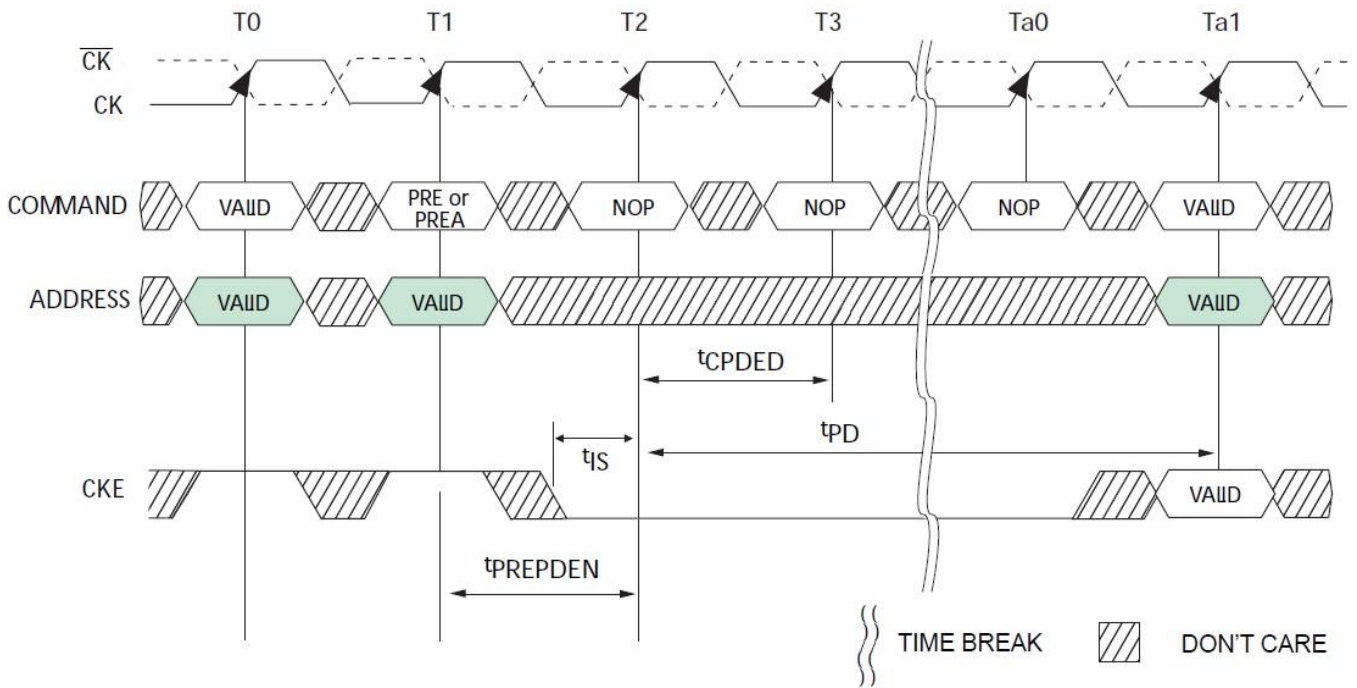 T0 T1 T2 T3 Ta0 Ta1
CK
CK
COMMAND VALID PRE or PREA NOP NOP NOP VALID
ADDRESS VALID VALID VALID
tCPDED
tPD
tIS
CKE VALID
tPREPDEN
TIME BREAK DON'T CARE